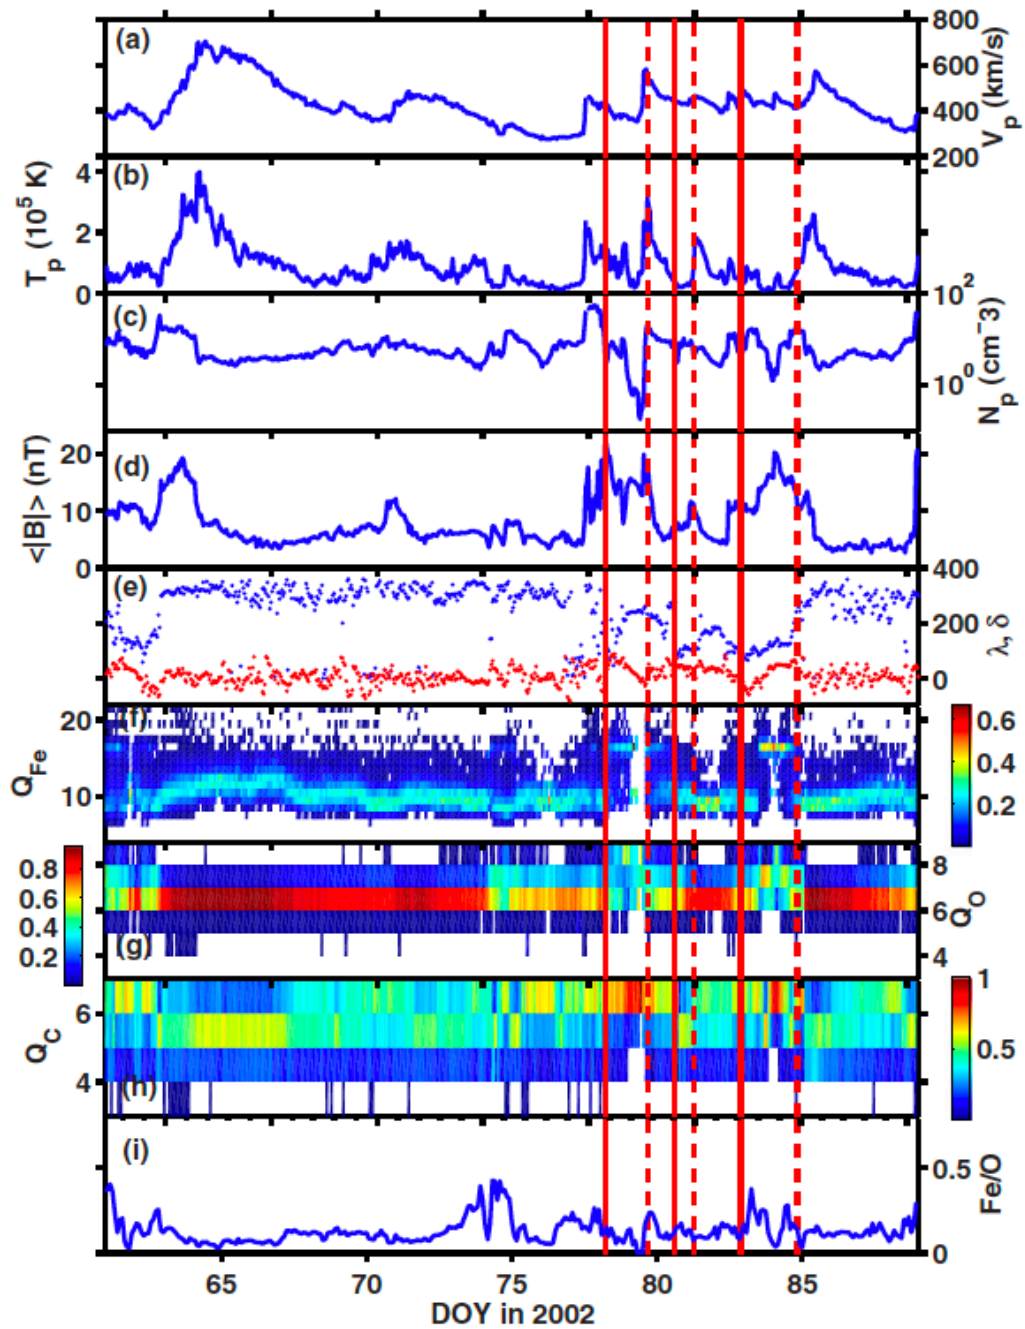 (a)
800
600
400
200
V_p (km/s)
(b)
4
2
0
T_p (10^5 K)
(c)
10^2
10^0
N_p (cm^−3)
(d)
20
10
0
<|B|> (nT)
(e)
400
200
0
λ, δ
(f)
20
10
Q_Fe
0.6
0.4
0.2
(g)
0.8
0.6
0.4
0.2
8
6
4
Q_O
(h)
6
4
Q_C
1
0.5
(i)
0.5
0
Fe/O
65 70 75 80 85
DOY in 2002